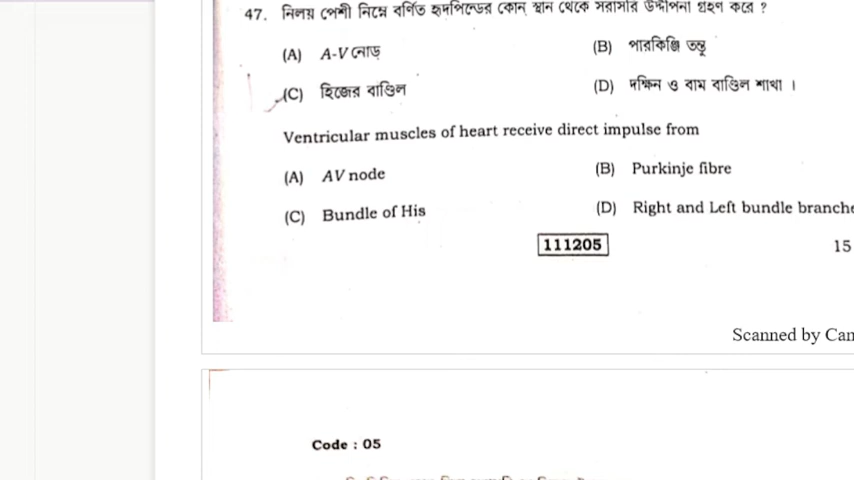 47. নিলয় পেশী নিম্নে বর্ণিত হৃদপিন্ডের কোন্ স্থান থেকে সরাসরি উদ্দীপনা গ্রহণ করে ?
(A) A-V নোড (B) পারকিঞ্জি তন্তু
(C) হিজের বাণ্ডিল (D) দক্ষিন ও বাম বাণ্ডিল শাখা ।
Ventricular muscles of heart receive direct impulse from
(A) AV node (B) Purkinje fibre
(C) Bundle of His (D) Right and Left bundle branche
111205 15
Scanned by Can
Code : 05